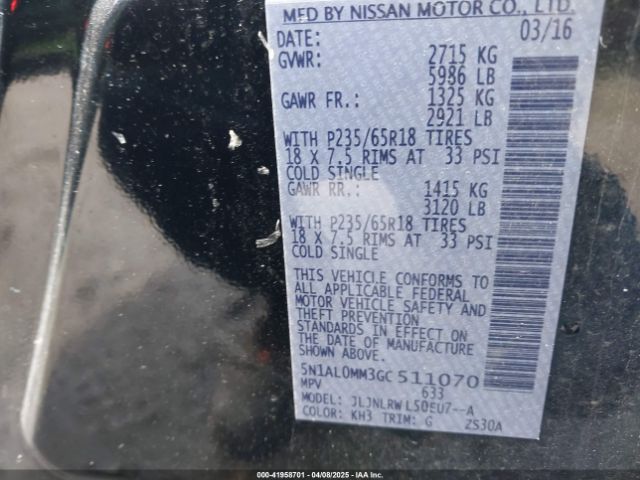 MFD BY NISSAN MOTOR CO., LTD.
DATE: 03/16
GVWR: 2715 KG
5986 LB
GAWR FR.: 1325 KG
2921 LB
WITH P235/65R18 TIRES
18 X 7.5 RIMS AT 33 PSI
COLD SINGLE
GAWR RR.: 1415 KG
3120 LB
WITH P235/65R18 TIRES
18 X 7.5 RIMS AT 33 PSI
COLD SINGLE
THIS VEHICLE CONFORMS TO
ALL APPLICABLE FEDERAL
MOTOR VEHICLE SAFETY AND
THEFT PREVENTION
STANDARDS IN EFFECT ON
THE DATE OF MANUFACTURE
SHOWN ABOVE.
5N1AL0MM3GC511070
MPV 633
MODEL: JLJNLRWL50EU7--A
COLOR: KH3 TRIM: G ZS30A
000-41958701 - 04/08/2025 - IAA Inc.